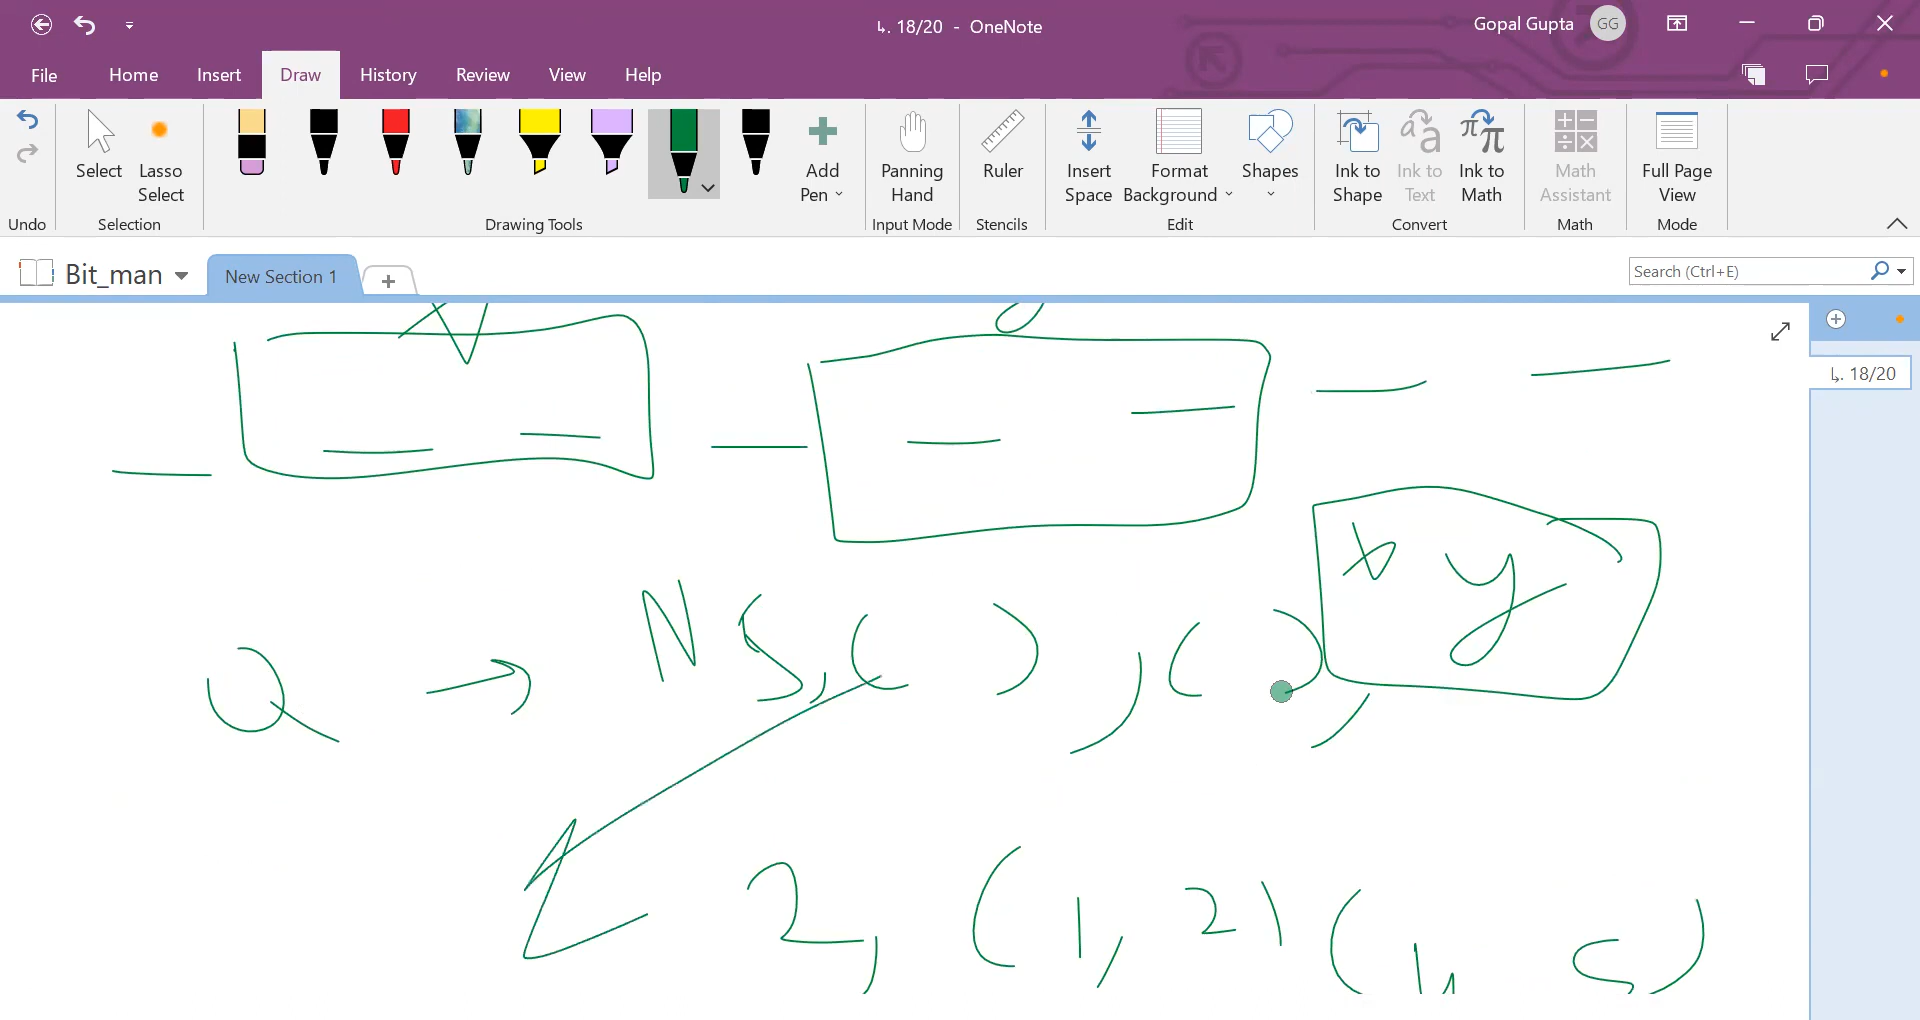 ų. 18/20 - OneNote
Gopal Gupta GG
File Home Insert Draw History Review View Help
Select
Lasso Select
Add Pen
Panning Hand
Ruler
Insert Space
Format Background
Shapes
Ink to Shape
Ink to Text
Ink to Math
Math Assistant
Full Page View
Undo Selection Drawing Tools Input Mode Stencils Edit Convert Math Mode
Bit_man New Section 1 +
Search (Ctrl+E)
ų. 18/20
x y
Q → NS, ( ), ( ),
2, (1, 2) (4, 5)